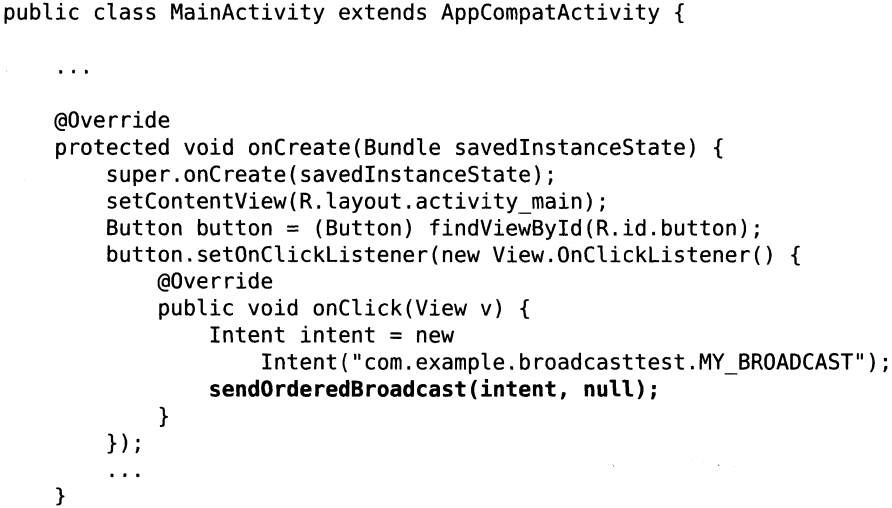 public class MainActivity extends AppCompatActivity {
...
@Override
protected void onCreate(Bundle savedInstanceState) {
super.onCreate(savedInstanceState);
setContentView(R.layout.activity_main);
Button button = (Button) findViewById(R.id.button);
button.setOnClickListener(new View.OnClickListener() {
@Override
public void onClick(View v) {
Intent intent = new
Intent("com.example.broadcasttest.MY_BROADCAST");
sendOrderedBroadcast(intent, null);
}
});
...
}